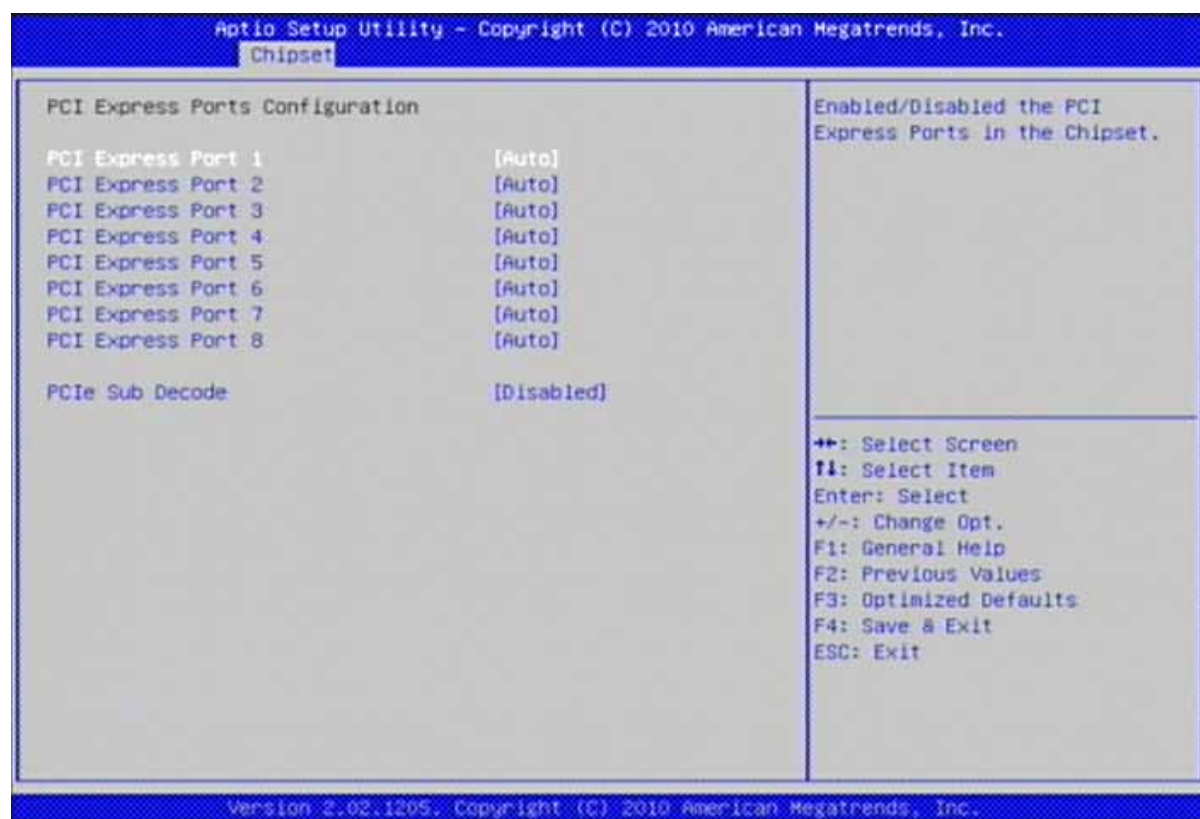 Aptio Setup Utility – Copyright (C) 2010 American Megatrends, Inc.
Chipset
PCI Express Ports Configuration
PCI Express Port 1 [Auto]
PCI Express Port 2 [Auto]
PCI Express Port 3 [Auto]
PCI Express Port 4 [Auto]
PCI Express Port 5 [Auto]
PCI Express Port 6 [Auto]
PCI Express Port 7 [Auto]
PCI Express Port 8 [Auto]
PCIe Sub Decode [Disabled]
Enabled/Disabled the PCI
Express Ports in the Chipset.
→←: Select Screen
↑↓: Select Item
Enter: Select
+/-: Change Opt.
F1: General Help
F2: Previous Values
F3: Optimized Defaults
F4: Save & Exit
ESC: Exit
Version 2.02.1205. Copyright (C) 2010 American Megatrends, Inc.